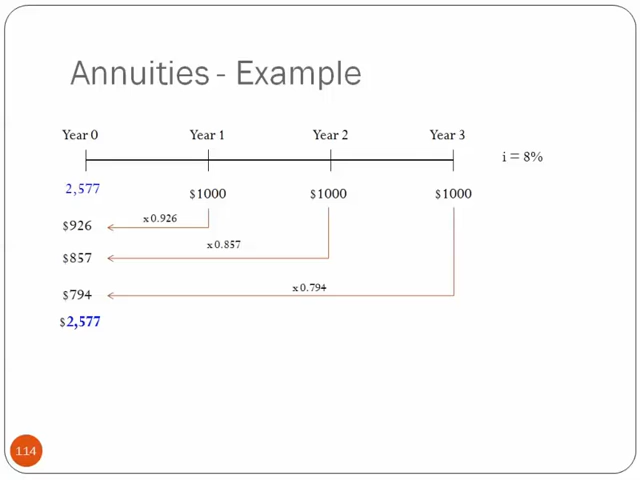 Annuities - Example
Year 0 Year 1 Year 2 Year 3
i = 8%
2,577 $1000 $1000 $1000
$926 x 0.926
$857 x 0.857
$794 x 0.794
$2,577
114